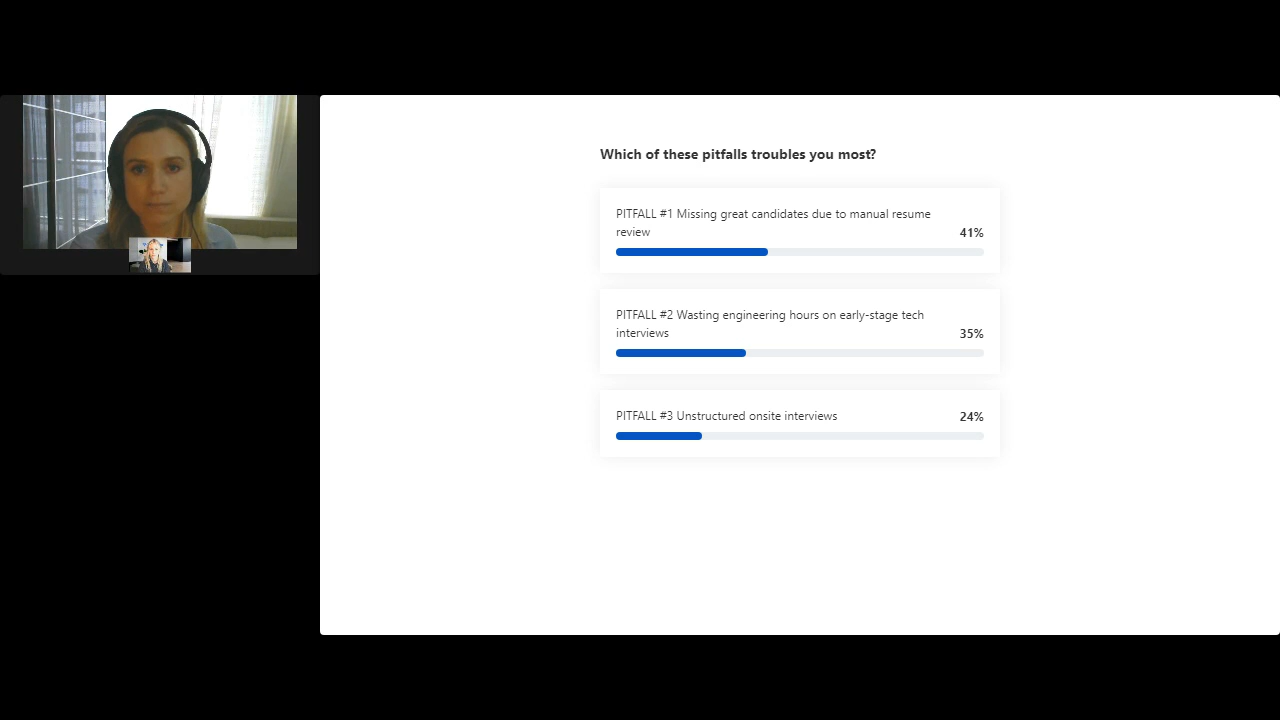 Which of these pitfalls troubles you most?
PITFALL #1 Missing great candidates due to manual resume
review
41%
PITFALL #2 Wasting engineering hours on early-stage tech
interviews
35%
PITFALL #3 Unstructured onsite interviews
24%